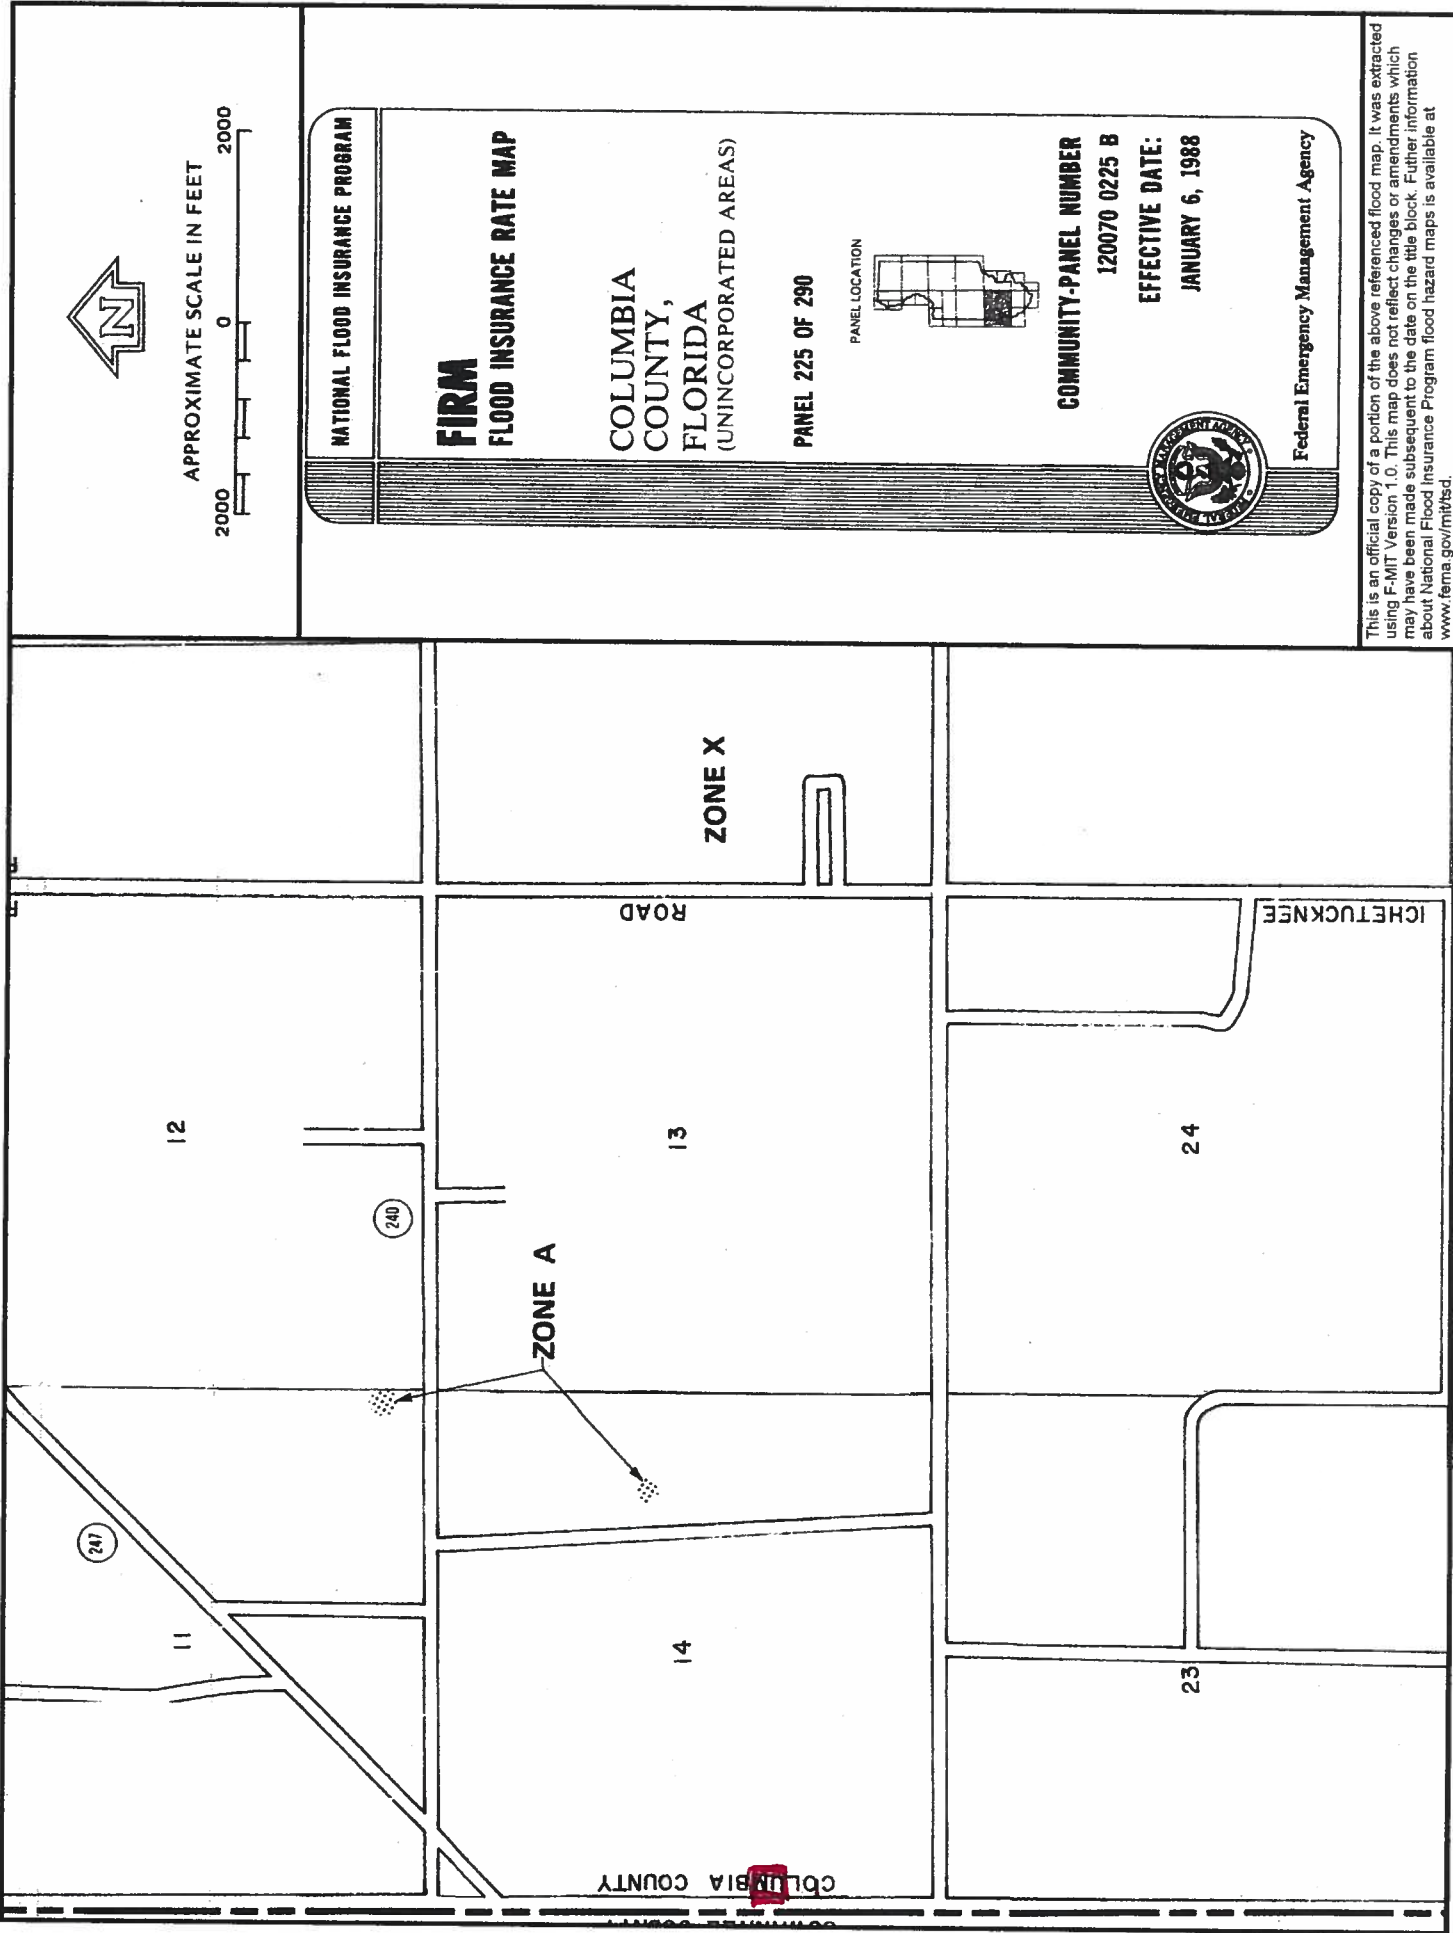 APPROXIMATE SCALE IN FEET
2000 0 2000
N
NATIONAL FLOOD INSURANCE PROGRAM
FIRM
FLOOD INSURANCE RATE MAP
COLUMBIA
COUNTY,
FLORIDA
(UNINCORPORATED AREAS)
PANEL 225 OF 290
PANEL LOCATION
COMMUNITY-PANEL NUMBER
120070 0225 B
EFFECTIVE DATE:
JANUARY 6, 1988
Federal Emergency Management Agency
This is an official copy of a portion of the above referenced flood map. It was extracted
using F-MIT Version 1.0. This map does not reflect changes or amendments which
may have been made subsequent to the date on the title block. Futher information
about National Flood Insurance Program flood hazard maps is available at
www.fema.gov/mit/tsd.
12
247
11
240
ZONE A
ZONE X
ROAD
13
14
COLUMBIA COUNTY
ICHETUCKNEE
24
23